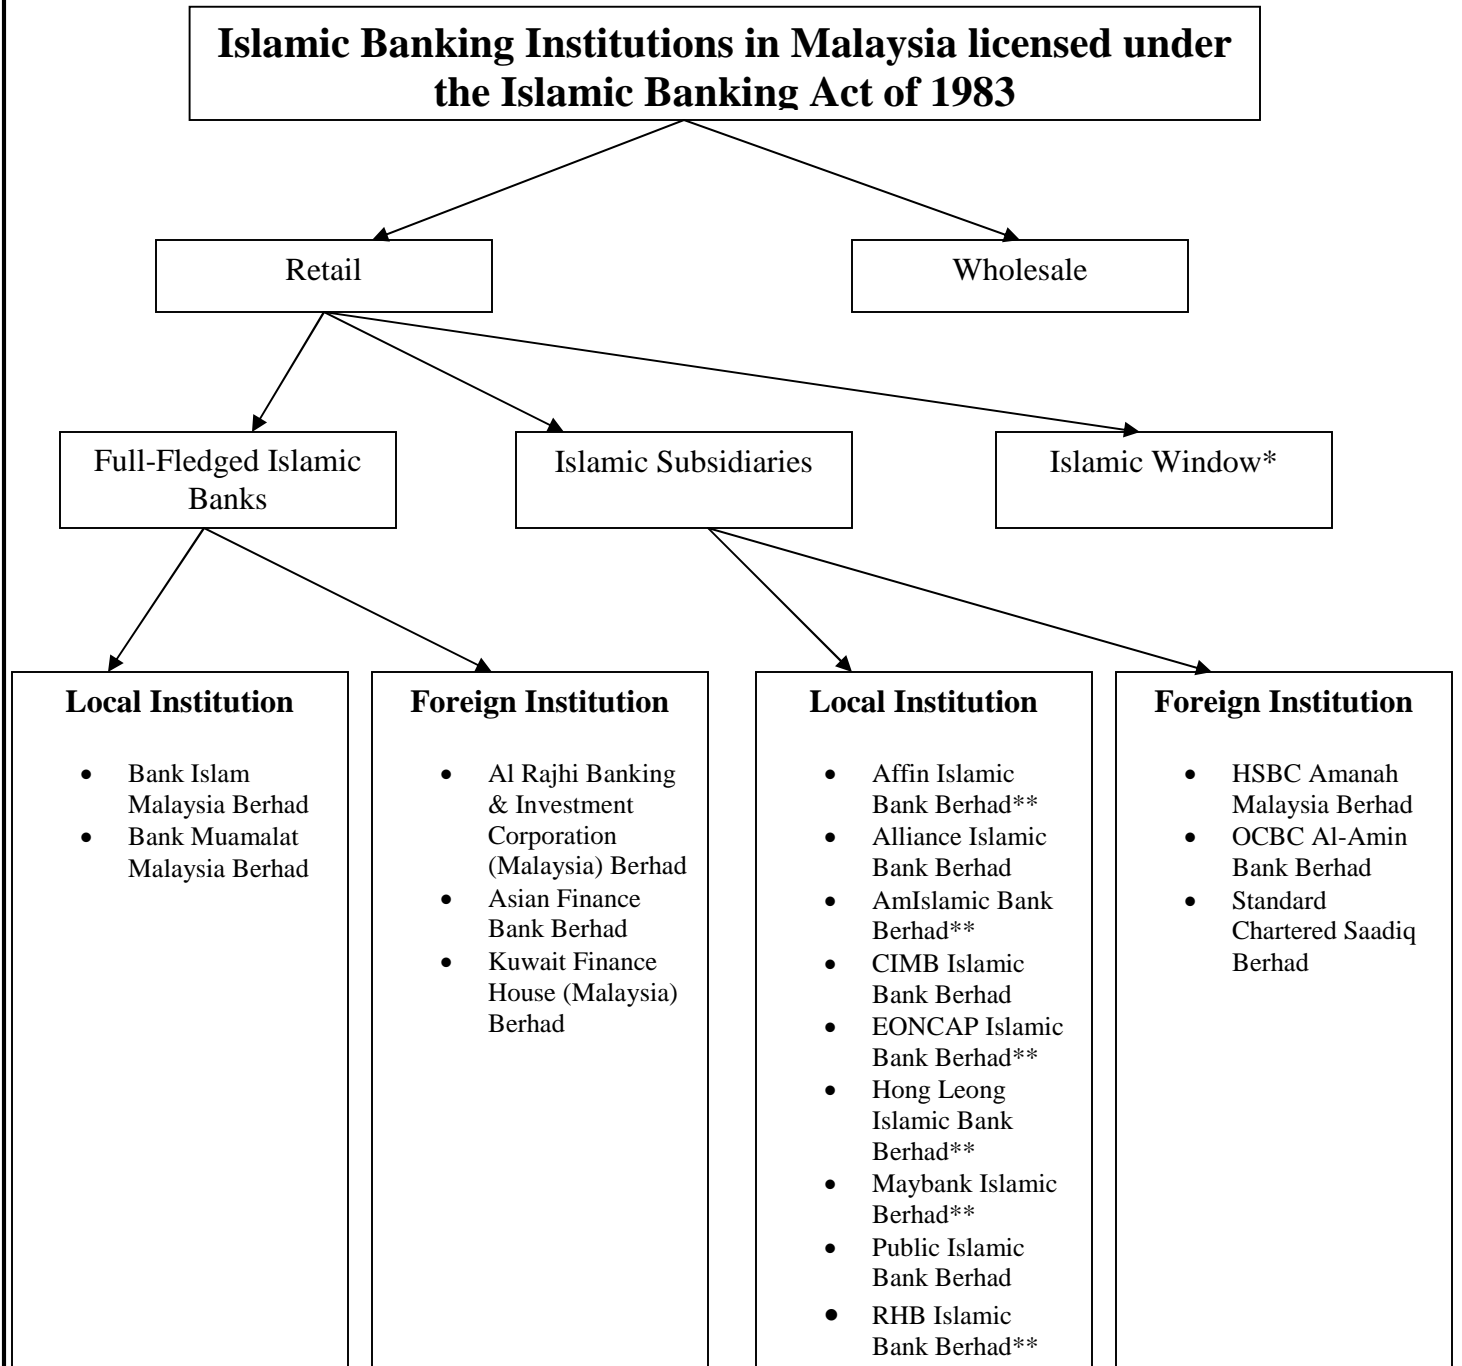 Islamic Banking Institutions in Malaysia licensed under
the Islamic Banking Act of 1983
Retail
Wholesale
Full-Fledged Islamic
Banks
Islamic Subsidiaries
Islamic Window*
Local Institution
• Bank Islam
Malaysia Berhad
• Bank Muamalat
Malaysia Berhad
Foreign Institution
• Al Rajhi Banking
& Investment
Corporation
(Malaysia) Berhad
• Asian Finance
Bank Berhad
• Kuwait Finance
House (Malaysia)
Berhad
Local Institution
• Affin Islamic
Bank Berhad**
• Alliance Islamic
Bank Berhad
• AmIslamic Bank
Berhad**
• CIMB Islamic
Bank Berhad
• EONCAP Islamic
Bank Berhad**
• Hong Leong
Islamic Bank
Berhad**
• Maybank Islamic
Berhad**
• Public Islamic
Bank Berhad
• RHB Islamic
Bank Berhad**
Foreign Institution
• HSBC Amanah
Malaysia Berhad
• OCBC Al-Amin
Bank Berhad
• Standard
Chartered Saadiq
Berhad